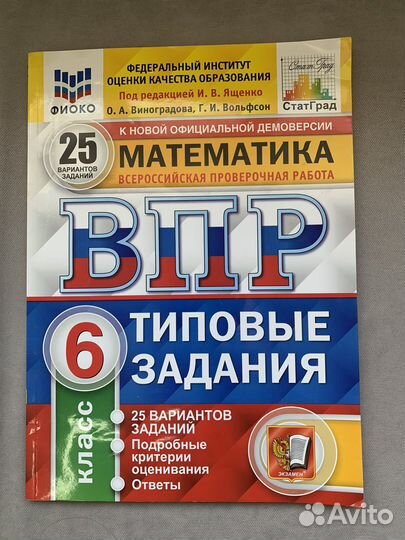 ФИОКО
ФЕДЕРАЛЬНЫЙ ИНСТИТУТ
ОЦЕНКИ КАЧЕСТВА ОБРАЗОВАНИЯ
Под редакцией И. В. Ященко
О. А. Виноградова, Г. И. Вольфсон
СтатГрад
СтатГрад
25
ВАРИАНТОВ
ЗАДАНИЙ
К НОВОЙ ОФИЦИАЛЬНОЙ ДЕМОВЕРСИИ
МАТЕМАТИКА
ВСЕРОССИЙСКАЯ ПРОВЕРОЧНАЯ РАБОТА
ВПР
6
класс
ТИПОВЫЕ
ЗАДАНИЯ
• 25 ВАРИАНТОВ
ЗАДАНИЙ
• Подробные
критерии
оценивания
• Ответы
ЭКЗАМЕН
Avito